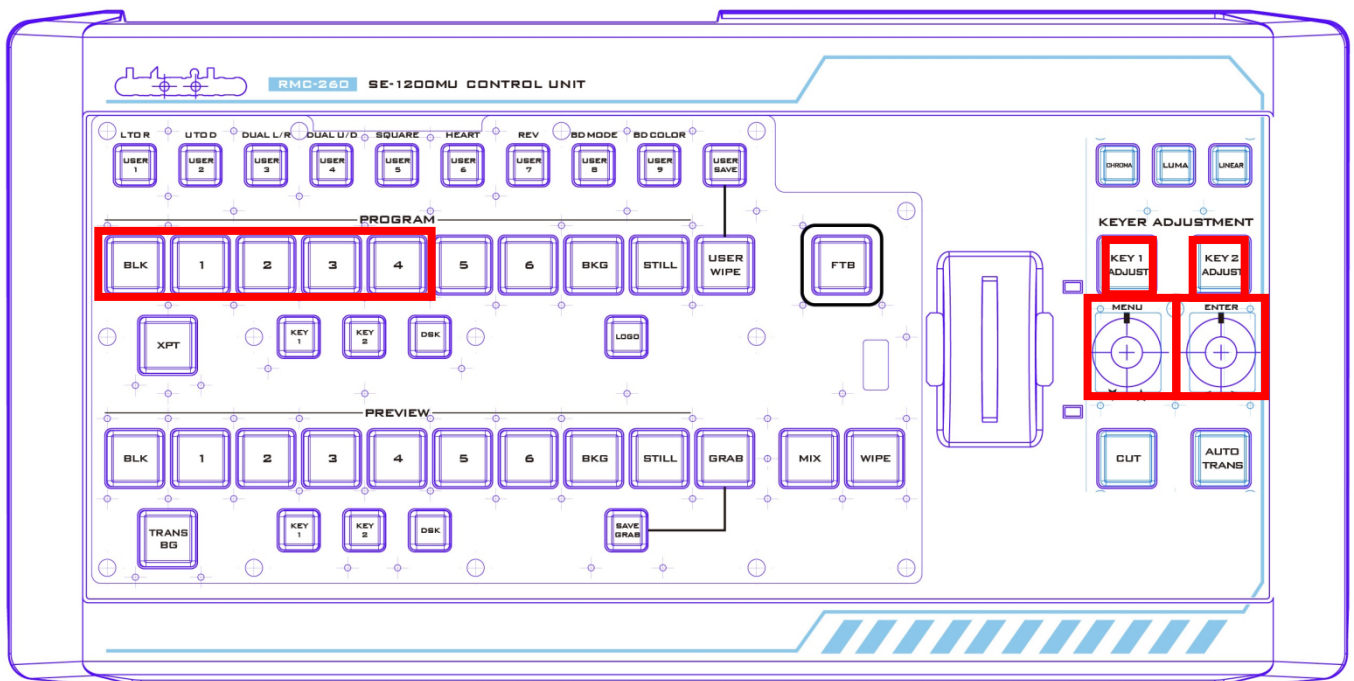 RMC-260 SE-1200MU CONTROL UNIT
L TO R U TO D DUAL L/R DUAL U/D SQUARE HEART REV BD MODE BD COLOR
USER 1 USER 2 USER 3 USER 4 USER 5 USER 6 USER 7 USER 8 USER 9 USER SAVE
CHROMA LUMA LINEAR
PROGRAM
KEYER ADJUSTMENT
BLK 1 2 3 4 5 6 BKG STILL USER WIPE
FTB
KEY 1 ADJUST KEY 2 ADJUST
MENU ENTER
XPT KEY 1 KEY 2 DSK LOGO
PREVIEW
BLK 1 2 3 4 5 6 BKG STILL GRAB MIX WIPE
CUT AUTO TRANS
TRANS BG KEY 1 KEY 2 DSK SAVE GRAB